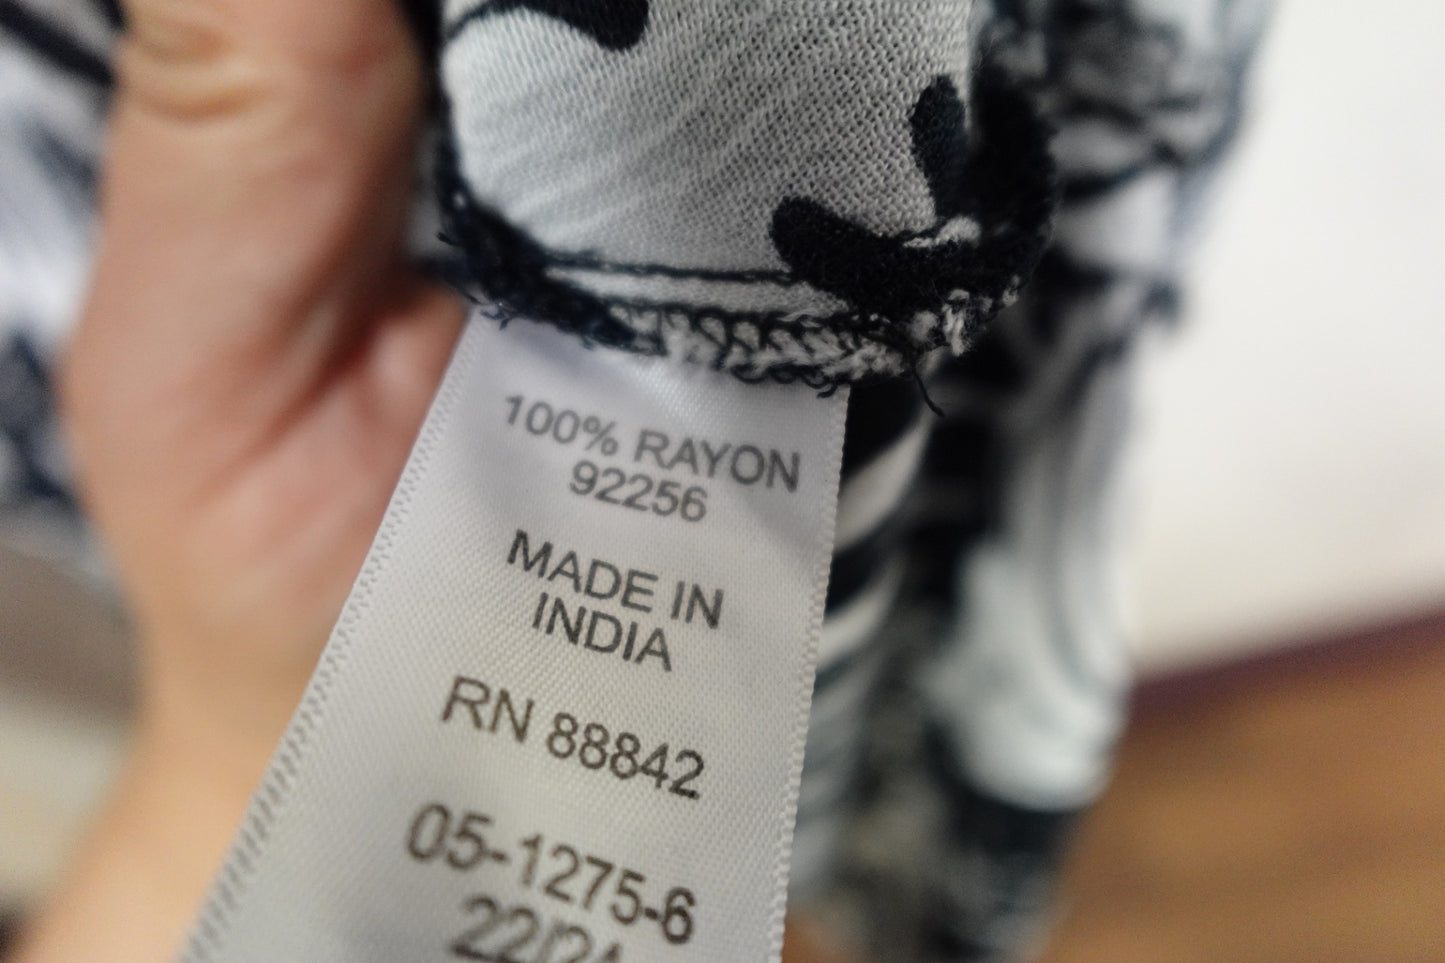 100% RAYON
92256
MADE IN
INDIA
RN 88842
05-1275-6